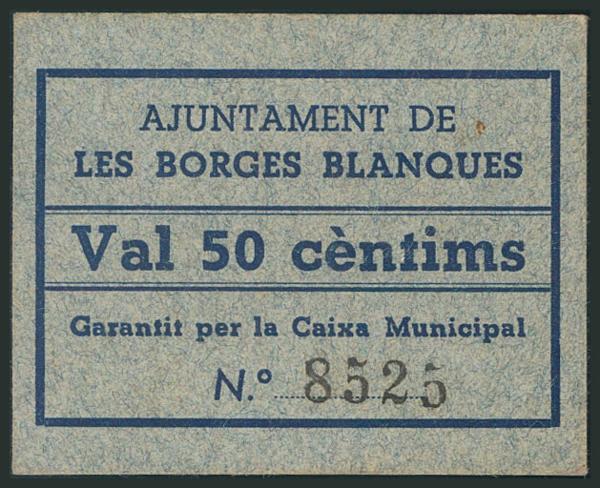 AJUNTAMENT DE
LES BORGES BLANQUES
Val 50 cèntims
Garantit per la Caixa Municipal
N.º 8525